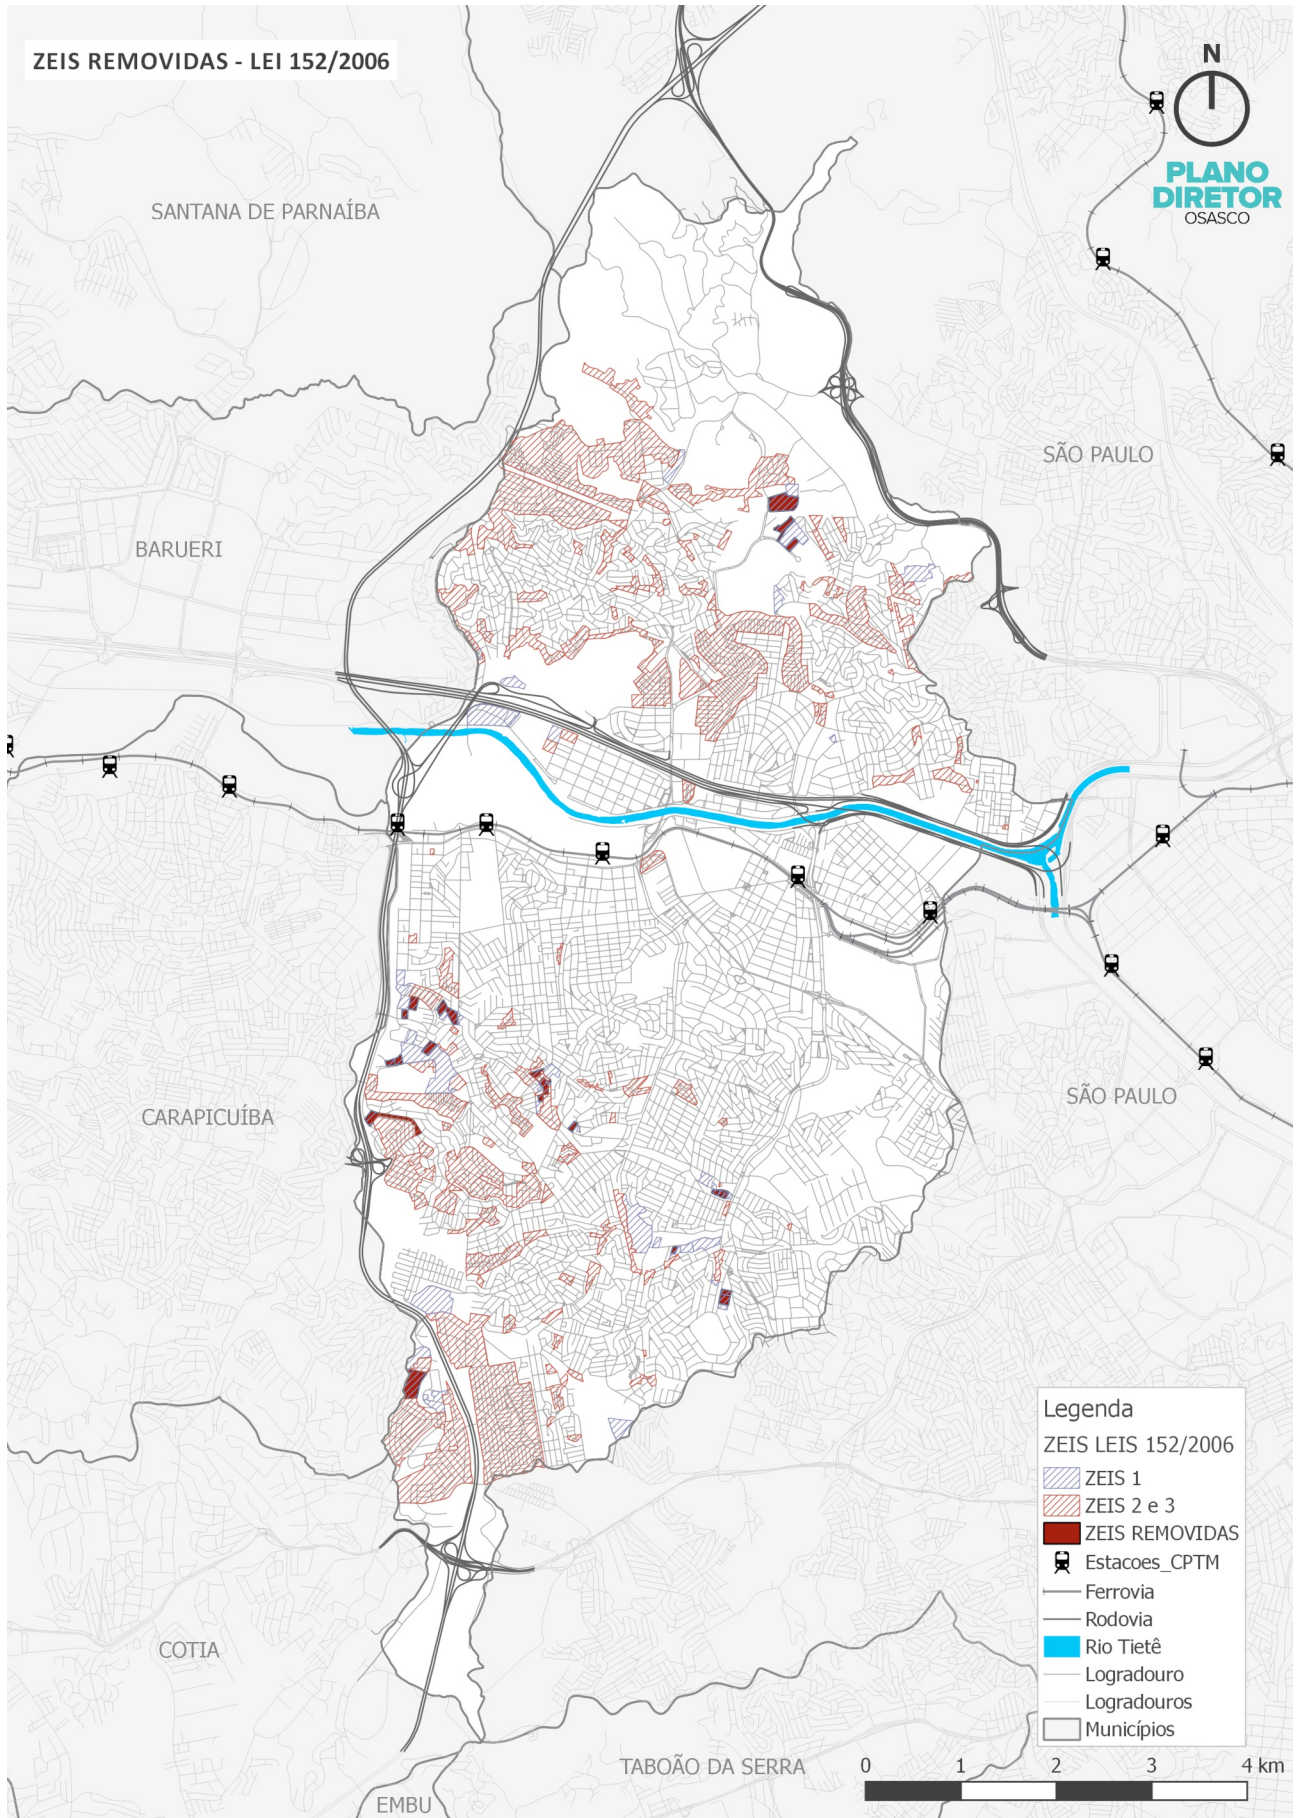 ZEIS REMOVIDAS - LEI 152/2006
N
PLANO
DIRETOR
OSASCO
SANTANA DE PARNAÍBA
SÃO PAULO
BARUERI
CARAPICUÍBA
SÃO PAULO
COTIA
TABOÃO DA SERRA
EMBU
Legenda
ZEIS LEIS 152/2006
ZEIS 1
ZEIS 2 e 3
ZEIS REMOVIDAS
Estacoes_CPTM
Ferrovia
Rodovia
Rio Tietê
Logradouro
Logradouros
Municípios
0 1 2 3 4 km